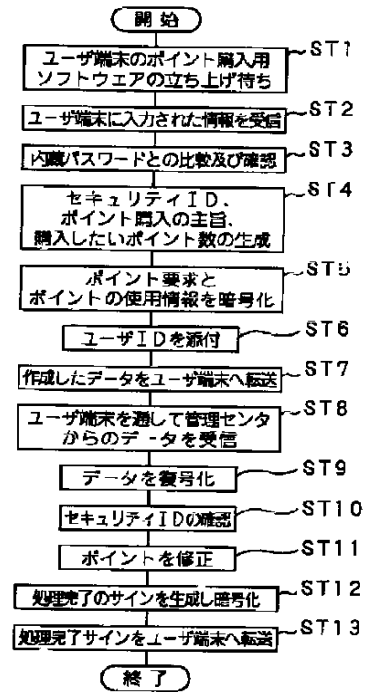 開始
ユーザ端末のポイント購入用
ソフトウェアの立ち上げ待ち
ST1
ユーザ端末に入力された情報を受信
ST2
内蔵パスワードとの比較及び確認
ST3
セキュリティID、
ポイント購入の主旨、
購入したいポイント数の生成
ST4
ポイント要求と
ポイントの使用情報を暗号化
ST5
ユーザIDを添付
ST6
作成したデータをユーザ端末へ転送
ST7
ユーザ端末を通して管理センタ
からのデータを受信
ST8
データを復号化
ST9
セキュリティIDの確認
ST10
ポイントを修正
ST11
処理完了のサインを生成し暗号化
ST12
処理完了サインをユーザ端末へ転送
ST13
終了